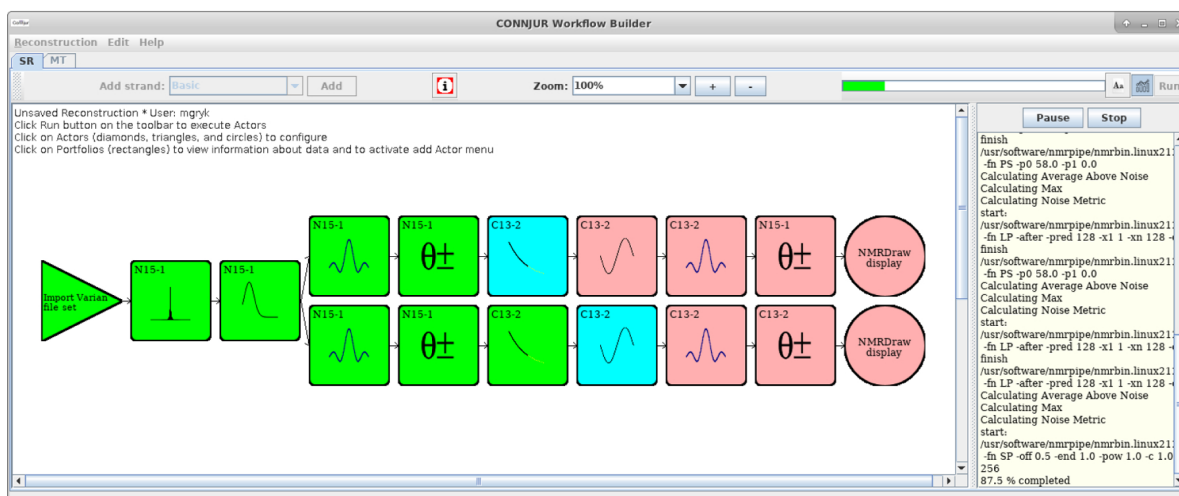 CONNJUR Workflow Builder
Reconstruction Edit Help
SR MT
Add strand: Basic Add Zoom: 100% + - Aa Run
Unsaved Reconstruction * User: mgryk
Click Run button on the toolbar to execute Actors
Click on Actors (diamonds, triangles, and circles) to configure
Click on Portfolios (rectangles) to view information about data and to activate add Actor menu
N15-1 N15-1 C13-2 C13-2 C13-2 N15-1
θ± θ±
NMRDraw
display
Import Varian
file set
N15-1 N15-1
N15-1 N15-1 C13-2 C13-2 C13-2 C13-2
θ± θ±
NMRDraw
display
Pause Stop
finish
/usr/software/nmrpipe/nmrbin.linux21
-fn PS -p0 58.0 -p1 0.0
Calculating Average Above Noise
Calculating Max
Calculating Noise Metric
start:
/usr/software/nmrpipe/nmrbin.linux21
-fn LP -after -pred 128 -x1 1 -xn 128 -
finish
/usr/software/nmrpipe/nmrbin.linux21
-fn PS -p0 58.0 -p1 0.0
Calculating Average Above Noise
Calculating Max
Calculating Noise Metric
start:
/usr/software/nmrpipe/nmrbin.linux21
-fn LP -after -pred 128 -x1 1 -xn 128 -
finish
/usr/software/nmrpipe/nmrbin.linux21
-fn LP -after -pred 128 -x1 1 -xn 128 -
Calculating Average Above Noise
Calculating Max
Calculating Noise Metric
start:
/usr/software/nmrpipe/nmrbin.linux21
-fn SP -off 0.5 -end 1.0 -pow 1.0 -c 1.0
256
87.5 % completed